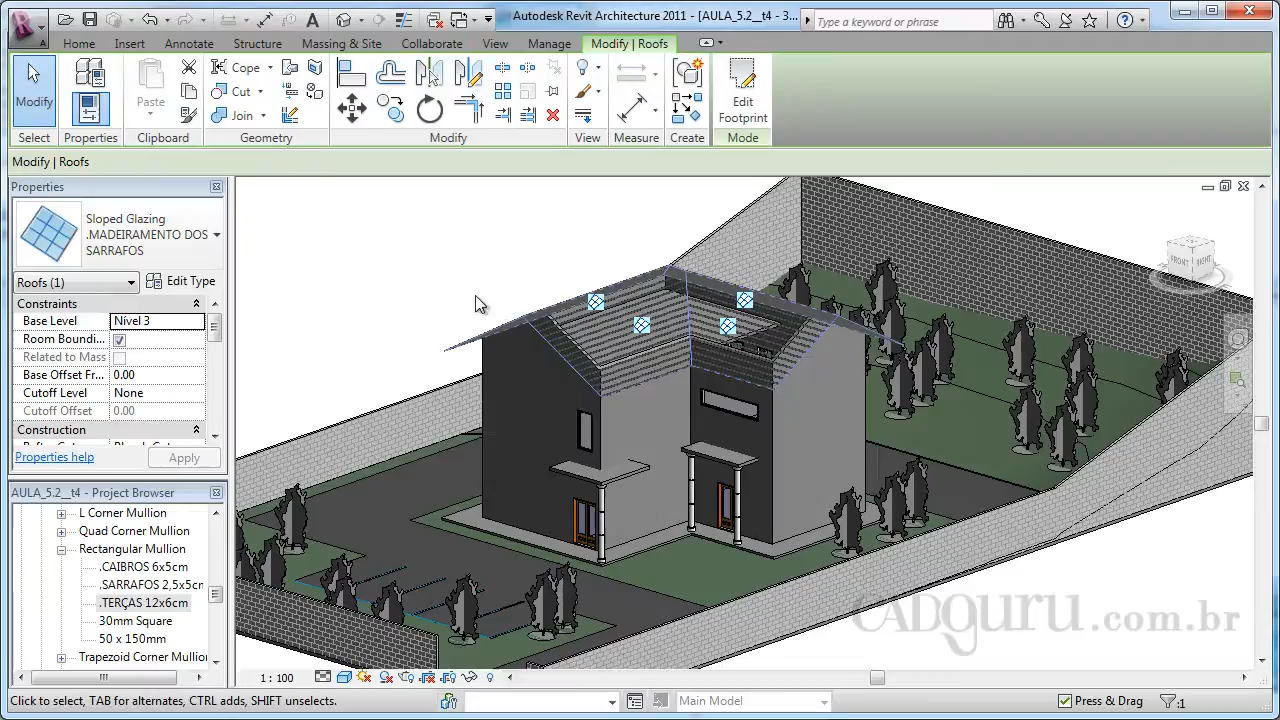 Autodesk Revit Architecture 2011 - [AULA_5.2_t4 - 3...
Type a keyword or phrase
Home Insert Annotate Structure Massing & Site Collaborate View Manage Modify | Roofs
Modify
Paste
Cope
Cut
Join
Edit
Footprint
Select Properties Clipboard Geometry Modify View Measure Create Mode
Modify | Roofs
Properties
Sloped Glazing
.MADEIRAMENTO DOS
SARRAFOS
Roofs (1) Edit Type
Constraints
Base Level Nível 3
Room Boundi...
Related to Mass
Base Offset Fr... 0.00
Cutoff Level None
Cutoff Offset 0.00
Construction
Properties help Apply
AULA_5.2__t4 - Project Browser
L Corner Mullion
Quad Corner Mullion
Rectangular Mullion
.CAIBROS 6x5cm
.SARRAFOS 2,5x5cm
.TERÇAS 12x6cm
30mm Square
50 x 150mm
Trapezoid Corner Mullion
FRONT RIGHT
CADguru.com.br
1 : 100
Click to select, TAB for alternates, CTRL adds, SHIFT unselects.
Main Model
Press & Drag
:1